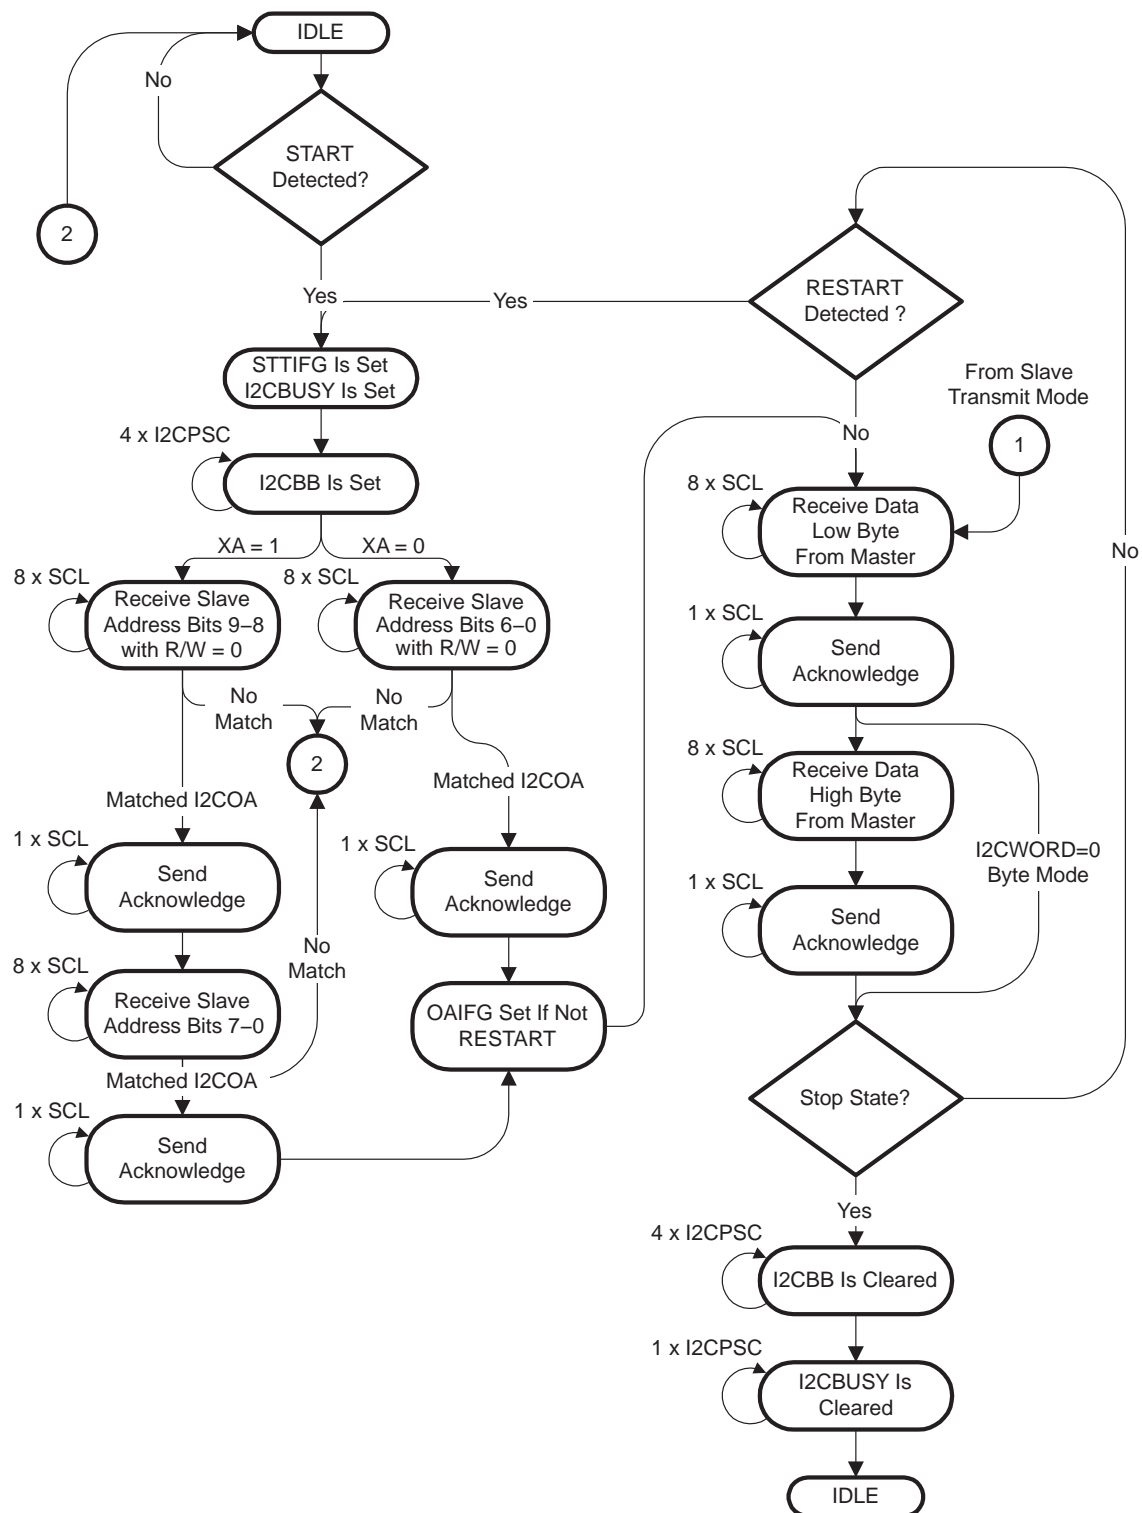 IDLE
No
START
Detected?
2
Yes
Yes
RESTART
Detected ?
STTIFG Is Set
I2CBUSY Is Set
From Slave
Transmit Mode
1
4 x I2CPSC
I2CBB Is Set
No
8 x SCL
Receive Data
Low Byte
From Master
No
XA = 1
XA = 0
8 x SCL
Receive Slave
Address Bits 9–8
with R/W = 0
8 x SCL
Receive Slave
Address Bits 6–0
with R/W = 0
1 x SCL
Send
Acknowledge
No
Match
No
Match
2
8 x SCL
Receive Data
High Byte
From Master
Matched I2COA
Matched I2COA
1 x SCL
Send
Acknowledge
1 x SCL
Send
Acknowledge
I2CWORD=0
Byte Mode
1 x SCL
Send
Acknowledge
No
Match
8 x SCL
Receive Slave
Address Bits 7–0
OAIFG Set If Not
RESTART
Matched I2COA
Stop State?
1 x SCL
Send
Acknowledge
Yes
4 x I2CPSC
I2CBB Is Cleared
1 x I2CPSC
I2CBUSY Is
Cleared
IDLE